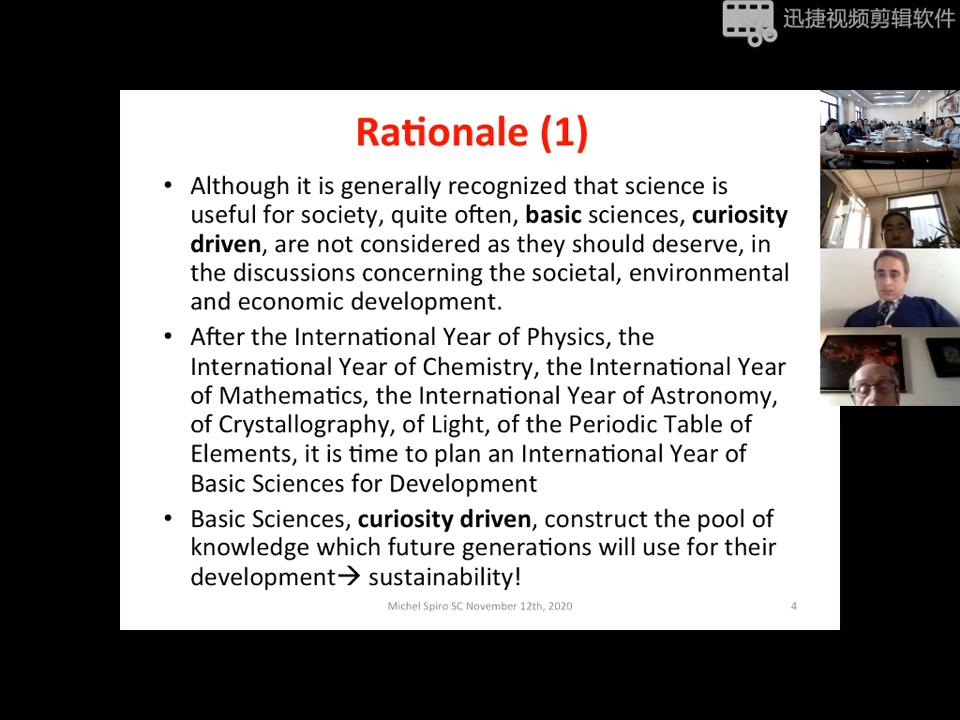 迅捷视频剪辑软件
Rationale (1)
• Although it is generally recognized that science is
useful for society, quite often, basic sciences, curiosity
driven, are not considered as they should deserve, in
the discussions concerning the societal, environmental
and economic development.
• After the International Year of Physics, the
International Year of Chemistry, the International Year
of Mathematics, the International Year of Astronomy,
of Crystallography, of Light, of the Periodic Table of
Elements, it is time to plan an International Year of
Basic Sciences for Development
• Basic Sciences, curiosity driven, construct the pool of
knowledge which future generations will use for their
development→ sustainability!
Michel Spiro SC November 12th, 2020
4